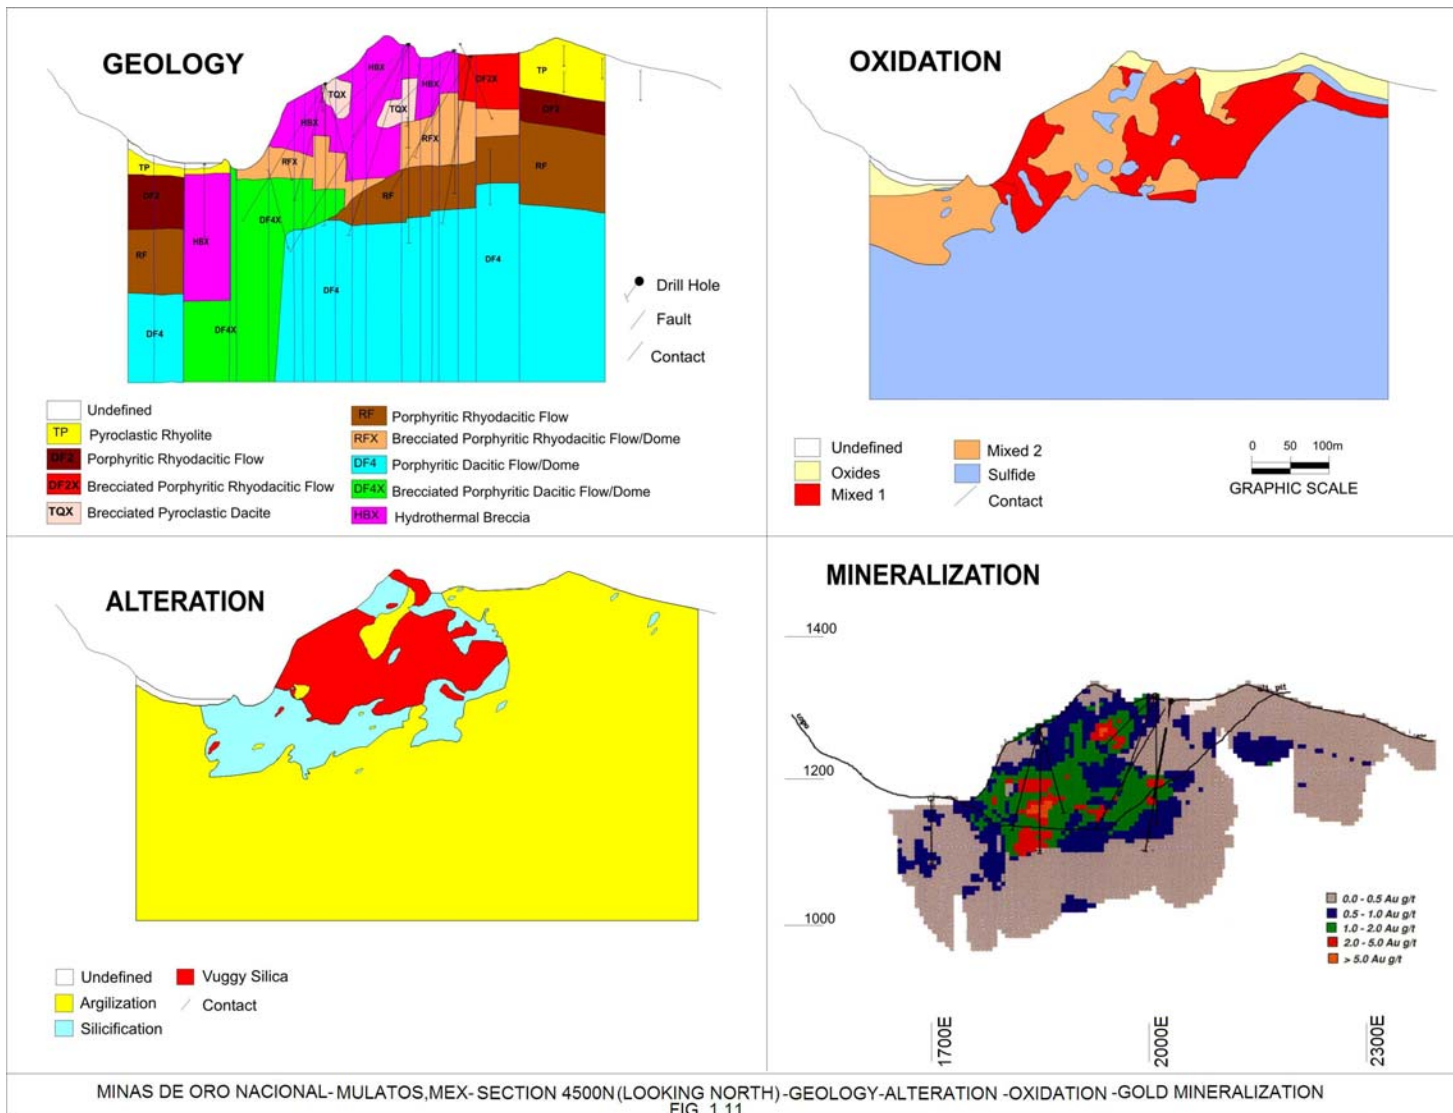 GEOLOGY
HBX
TQX
HBX
DF2X
TP
TQX
HBX
DF2
RFX
RFX
TP
RF
RF
DF2
DF4X
HBX
RF
DF4
DF4
DF4
DF4X
Drill Hole
Fault
Contact
Undefined
TP Pyroclastic Rhyolite
DF2 Porphyritic Rhyodacitic Flow
DF2X Brecciated Porphyritic Rhyodacitic Flow
TQX Brecciated Pyroclastic Dacite
RF Porphyritic Rhyodacitic Flow
RFX Brecciated Porphyritic Rhyodacitic Flow/Dome
DF4 Porphyritic Dacitic Flow/Dome
DF4X Brecciated Porphyritic Dacitic Flow/Dome
HBX Hydrothermal Breccia
OXIDATION
Undefined
Oxides
Mixed 1
Mixed 2
Sulfide
Contact
0 50 100m
GRAPHIC SCALE
ALTERATION
Undefined
Argilization
Silicification
Vuggy Silica
Contact
MINERALIZATION
1400
1200
1000
topo
pit
0.0 - 0.5 Au g/t
0.5 - 1.0 Au g/t
1.0 - 2.0 Au g/t
2.0 - 5.0 Au g/t
> 5.0 Au g/t
1700E
2000E
2300E
MINAS DE ORO NACIONAL- MULATOS,MEX- SECTION 4500N (LOOKING NORTH) -GEOLOGY-ALTERATION -OXIDATION -GOLD MINERALIZATION
FIG. 1.11